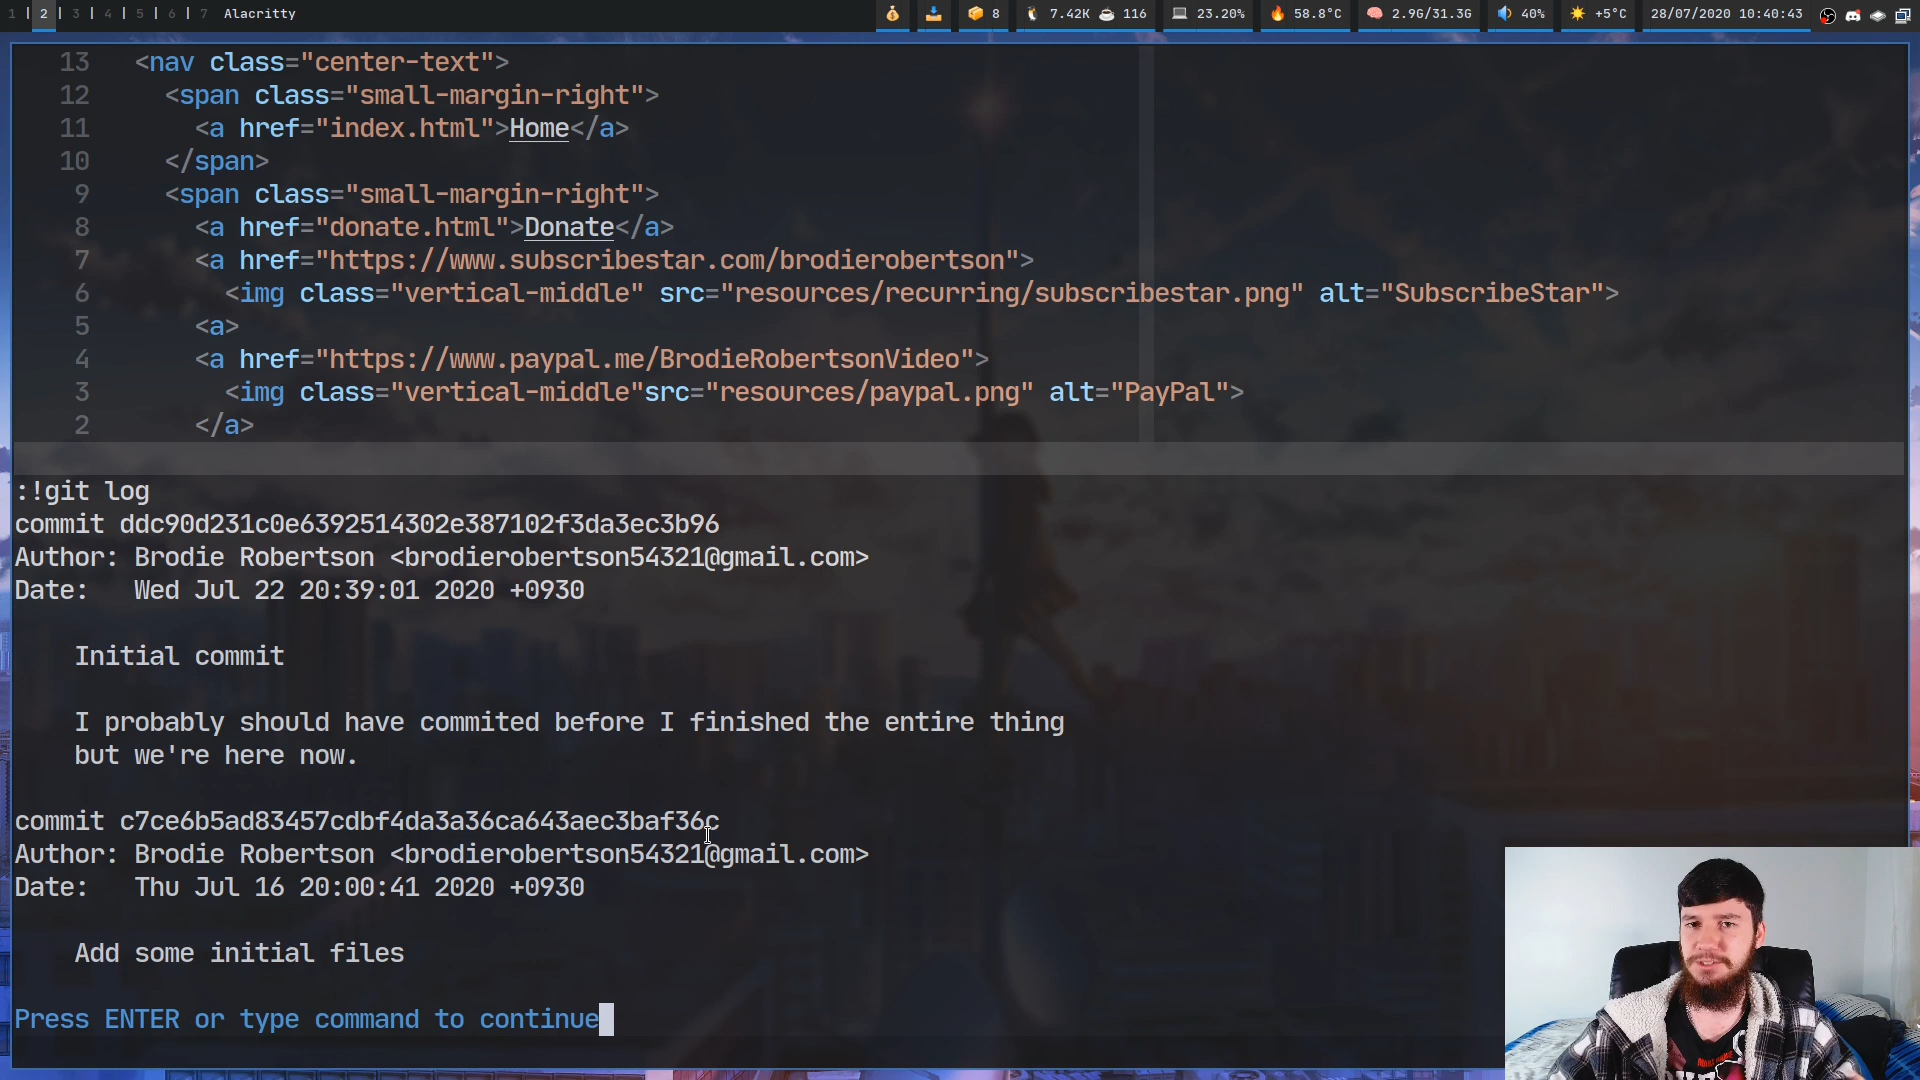 1 | 2 | 3 | 4 | 5 | 6 | 7 Alacritty 8 7.42K 116 23.20% 58.8°C 2.9G/31.3G 40% +5°C 28/07/2020 10:40:43
13 <nav class="center-text">
12 <span class="small-margin-right">
11 <a href="index.html">Home</a>
10 </span>
9 <span class="small-margin-right">
8 <a href="donate.html">Donate</a>
7 <a href="https://www.subscribestar.com/brodierobertson">
6 <img class="vertical-middle" src="resources/recurring/subscribestar.png" alt="SubscribeStar">
5 <a>
4 <a href="https://www.paypal.me/BrodieRobertsonVideo">
3 <img class="vertical-middle"src="resources/paypal.png" alt="PayPal">
2 </a>
:!git log
commit ddc90d231c0e6392514302e387102f3da3ec3b96
Author: Brodie Robertson <brodierobertson54321@gmail.com>
Date: Wed Jul 22 20:39:01 2020 +0930
Initial commit
I probably should have commited before I finished the entire thing
but we're here now.
commit c7ce6b5ad83457cdbf4da3a36ca643aec3baf36c
Author: Brodie Robertson <brodierobertson54321@gmail.com>
Date: Thu Jul 16 20:00:41 2020 +0930
Add some initial files
Press ENTER or type command to continue